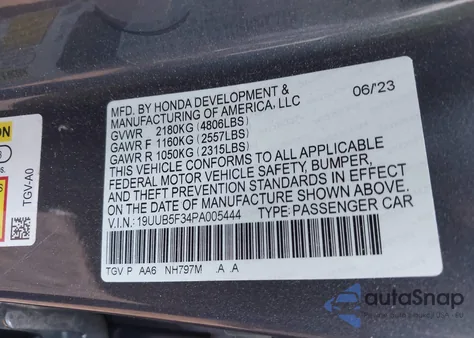 MFD. BY HONDA DEVELOPMENT & 06/'23
MANUFACTURING OF AMERICA, LLC
GVWR 2180KG (4806LBS)
GAWR F 1160KG (2557LBS)
GAWR R 1050KG (2315LBS)
THIS VEHICLE CONFORMS TO ALL APPLICABLE
FEDERAL MOTOR VEHICLE SAFETY, BUMPER,
AND THEFT PREVENTION STANDARDS IN EFFECT
ON THE DATE OF MANUFACTURE SHOWN ABOVE.
V.I.N.: 19UUB5F34PA005444 TYPE: PASSENGER CAR
TGV P AA6 NH797M .A .A
ON
TGV-A0
autoSnap